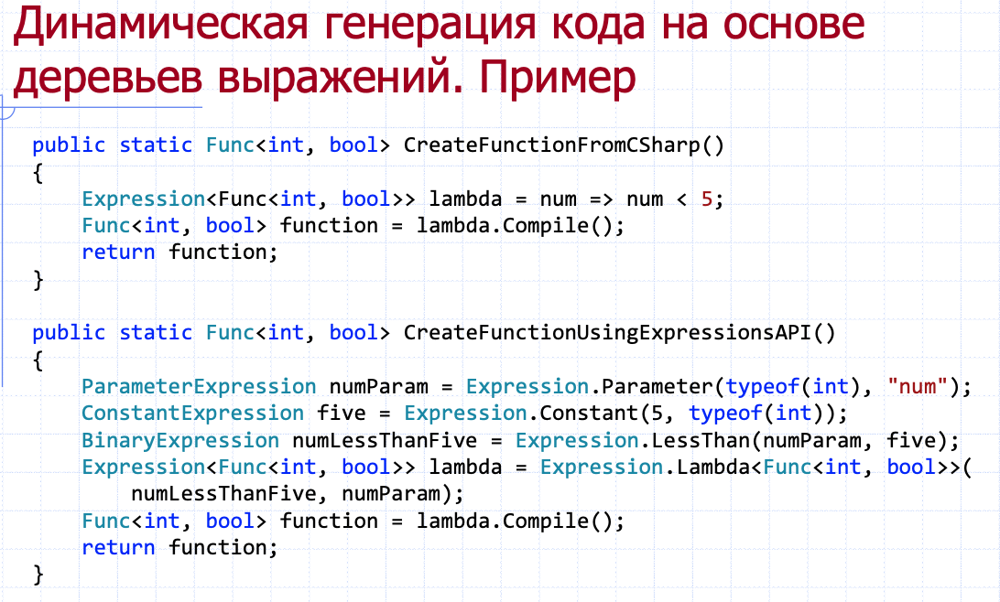 Динамическая генерация кода на основе
деревьев выражений. Пример
public static Func<int, bool> CreateFunctionFromCSharp()
{
    Expression<Func<int, bool>> lambda = num => num < 5;
    Func<int, bool> function = lambda.Compile();
    return function;
}
public static Func<int, bool> CreateFunctionUsingExpressionsAPI()
{
    ParameterExpression numParam = Expression.Parameter(typeof(int), "num");
    ConstantExpression five = Expression.Constant(5, typeof(int));
    BinaryExpression numLessThanFive = Expression.LessThan(numParam, five);
    Expression<Func<int, bool>> lambda = Expression.Lambda<Func<int, bool>>(
        numLessThanFive, numParam);
    Func<int, bool> function = lambda.Compile();
    return function;
}